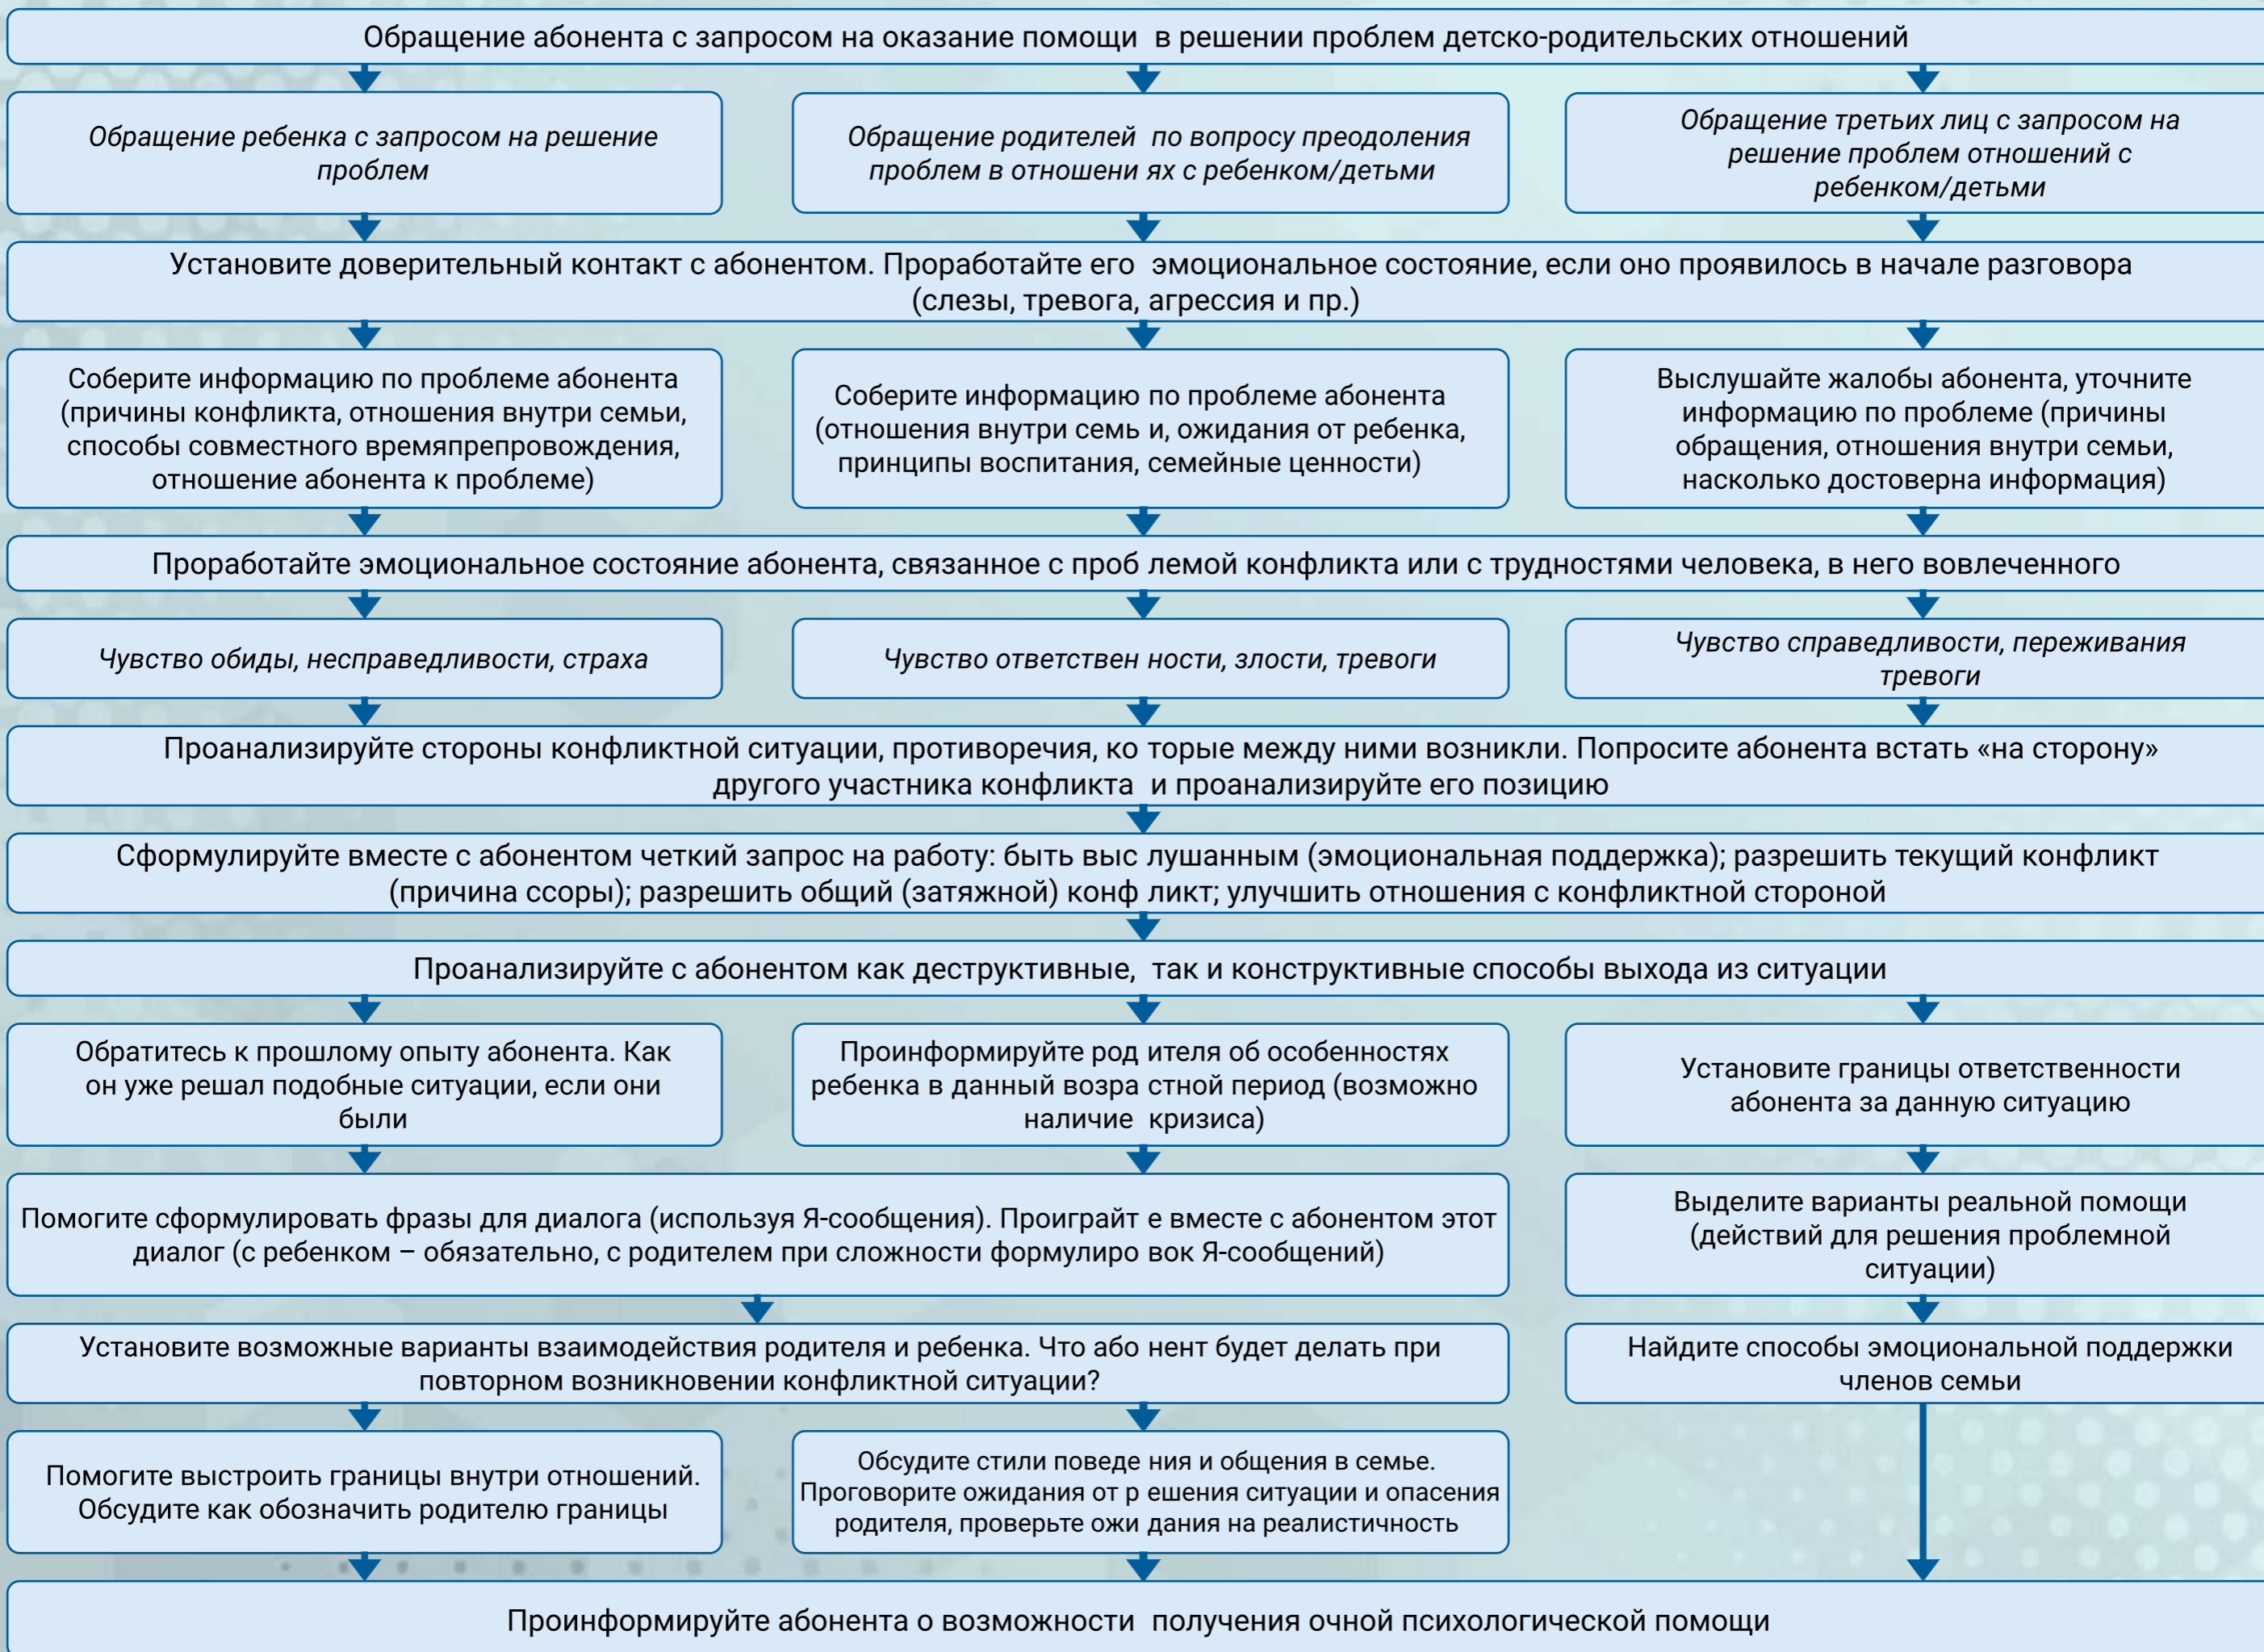 Обращение абонента с запросом на оказание помощи в решении проблем детско-родительских отношений
Обращение ребенка с запросом на решение
проблем
Обращение родителей по вопросу преодоления
проблем в отношени ях с ребенком/детьми
Обращение третьих лиц с запросом на
решение проблем отношений с
ребенком/детьми
Установите доверительный контакт с абонентом. Проработайте его эмоциональное состояние, если оно проявилось в начале разговора
(слезы, тревога, агрессия и пр.)
Соберите информацию по проблеме абонента
(причины конфликта, отношения внутри семьи,
способы совместного времяпрепровождения,
отношение абонента к проблеме)
Соберите информацию по проблеме абонента
(отношения внутри семь и, ожидания от ребенка,
принципы воспитания, семейные ценности)
Выслушайте жалобы абонента, уточните
информацию по проблеме (причины
обращения, отношения внутри семьи,
насколько достоверна информация)
Проработайте эмоциональное состояние абонента, связанное с проб лемой конфликта или с трудностями человека, в него вовлеченного
Чувство обиды, несправедливости, страха
Чувство ответствен ности, злости, тревоги
Чувство справедливости, переживания
тревоги
Проанализируйте стороны конфликтной ситуации, противоречия, ко торые между ними возникли. Попросите абонента встать «на сторону»
другого участника конфликта и проанализируйте его позицию
Сформулируйте вместе с абонентом четкий запрос на работу: быть выс лушанным (эмоциональная поддержка); разрешить текущий конфликт
(причина ссоры); разрешить общий (затяжной) конф ликт; улучшить отношения с конфликтной стороной
Проанализируйте с абонентом как деструктивные, так и конструктивные способы выхода из ситуации
Обратитесь к прошлому опыту абонента. Как
он уже решал подобные ситуации, если они
были
Проинформируйте род ителя об особенностях
ребенка в данный возра стной период (возможно
наличие кризиса)
Установите границы ответственности
абонента за данную ситуацию
Помогите сформулировать фразы для диалога (используя Я-сообщения). Проиграйт е вместе с абонентом этот
диалог (с ребенком – обязательно, с родителем при сложности формулиро вок Я-сообщений)
Выделите варианты реальной помощи
(действий для решения проблемной
ситуации)
Установите возможные варианты взаимодействия родителя и ребенка. Что або нент будет делать при
повторном возникновении конфликтной ситуации?
Найдите способы эмоциональной поддержки
членов семьи
Помогите выстроить границы внутри отношений.
Обсудите как обозначить родителю границы
Обсудите стили поведе ния и общения в семье.
Проговорите ожидания от р ешения ситуации и опасения
родителя, проверьте ожи дания на реалистичность
Проинформируйте абонента о возможности получения очной психологической помощи